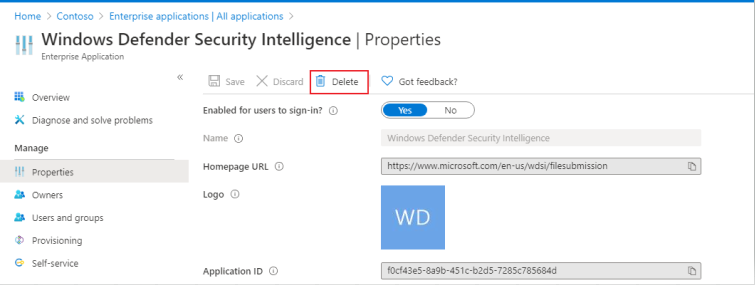 Home > Contoso > Enterprise applications | All applications >
Windows Defender Security Intelligence | Properties
Enterprise Application
«
Save Discard Delete Got feedback?
Overview
Diagnose and solve problems
Manage
Properties
Owners
Users and groups
Provisioning
Self-service
Enabled for users to sign-in? Yes No
Name Windows Defender Security Intelligence
Homepage URL https://www.microsoft.com/en-us/wdsi/filesubmission
Logo
WD
Application ID f0cf43e5-8a9b-451c-b2d5-7285c785684d